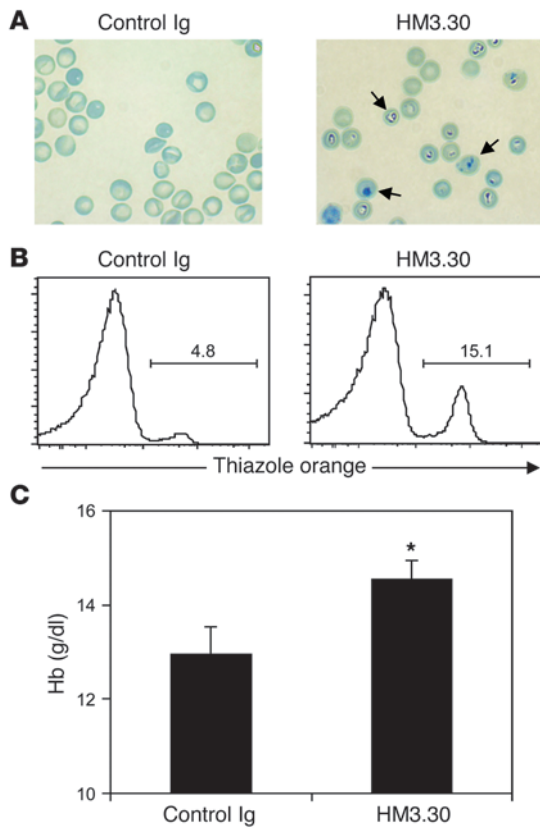 A
Control Ig
HM3.30
B
Control Ig
HM3.30
4.8
15.1
Thiazole orange
C
16
14
12
10
Hb (g/dl)
*
Control Ig
HM3.30